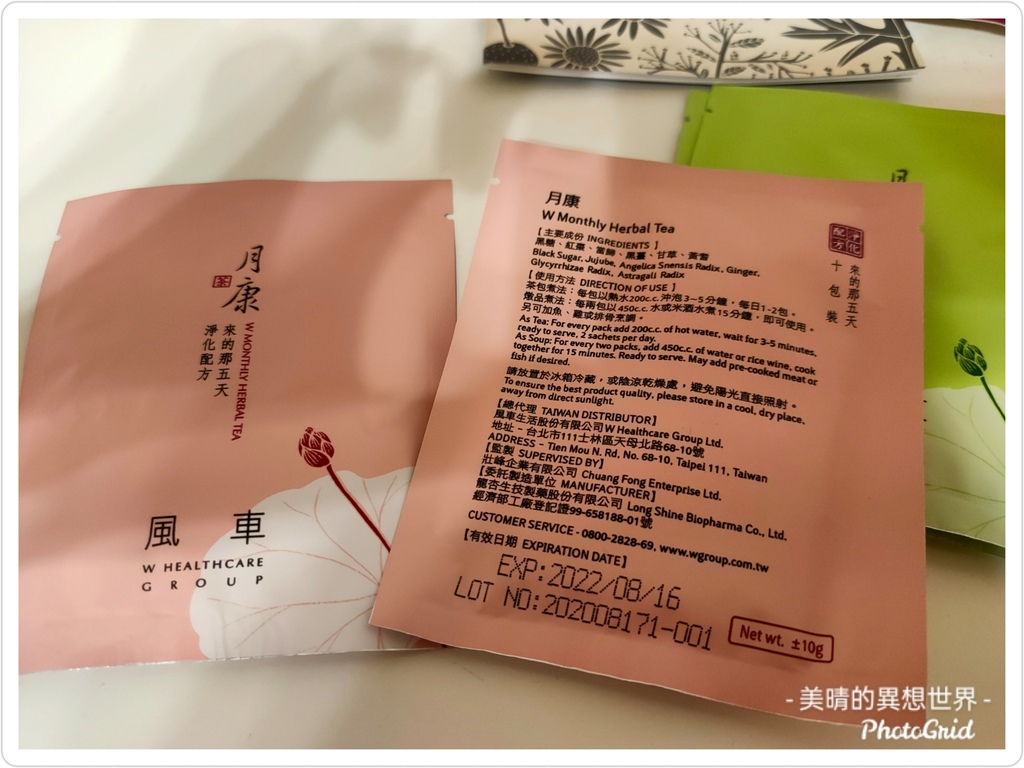 月康
茶
W MONTHLY HERBAL TEA
來的那五天
淨化配方
風 車
W HEALTHCARE
GROUP
月康
W Monthly Herbal Tea
【主要成份 INGREDIENTS 】
黑糖、紅棗、當歸、黑薑、甘草、黃耆
Black Sugar, Jujube, Angelica Snensis Radix, Ginger,
Glycyrrhizae Radix, Astragali Radix
【使用方法 DIRECTION OF USE 】
茶包煮法：每包以熱水200c.c.沖泡3~5分鐘，每日1-2包。
燉品煮法：每兩包以450c.c.水或米酒水煮15分鐘，即可使用。
另可加魚、雞或排骨烹調。
As Tea: For every pack add 200c.c. of hot water, wait for 3-5 minutes,
ready to serve, 2 sachets per day.
As Soup: For every two packs, add 450c.c. of water or rice wine, cook
together for 15 minutes. Ready to serve. May add pre-cooked meat or
fish if desired.
請放置於冰箱冷藏，或陰涼乾燥處，避免陽光直接照射。
To ensure the best product quality, please store in a cool, dry place,
away from direct sunlight.
【總代理 TAIWAN DISTRIBUTOR】
風車生活股份有限公司W Healthcare Group Ltd.
地址－台北市111士林區天母北路68-10號
ADDRESS - Tien Mou N. Rd, No. 68-10, Taipei 111, Taiwan
【監製 SUPERVISED BY】
壯峰企業有限公司 Chuang Fong Enterprise Ltd.
【委託製造單位 MANUFACTURER】
龍杏生技製藥股份有限公司 Long Shine Biopharma Co., Ltd.
經濟部工廠登記證99-658188-01號
CUSTOMER SERVICE - 0800-2828-69, www.wgroup.com.tw
【有效日期 EXPIRATION DATE】
EXP:2022/08/16
LOT NO:202008171-001
Net wt. ±10g
淨化配方
來的那五天
十包裝
- 美晴的異想世界 -
PhotoGrid